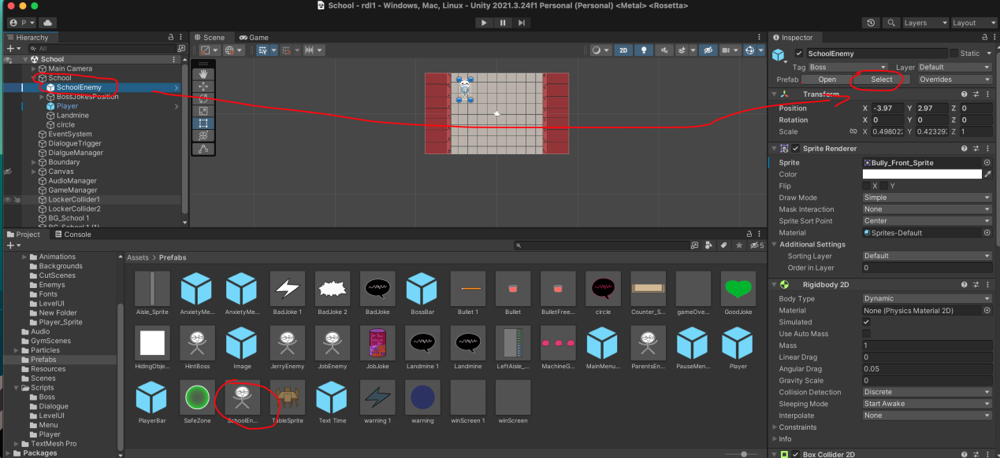 School - rdl1 - Windows, Mac, Linux - Unity 2021.3.24f1 Personal (Personal) <Metal> <Rosetta>
P
Layers
Layout
Hierarchy
All
School
Main Camera
School
SchoolEnemy
BossJokesPosition
Player
Landmine
circle
EventSystem
DialogueTrigger
DialgueManager
Boundary
Canvas
AudioManager
GameManager
LockerCollider1
LockerCollider2
BG_School 1
BG_School 1 (1)
Scene
Game
2D
Inspector
SchoolEnemy
Static
Tag Boss
Layer Default
Prefab Open Select Overrides
Transform
Position X -3.97 Y 2.97 Z 0
Rotation X 0 Y 0 Z 0
Scale X 0.49802 Y 0.423297 Z 1
Sprite Renderer
Sprite Bully_Front_Sprite
Color
Flip X Y
Draw Mode Simple
Mask Interaction None
Sprite Sort Point Center
Material Sprites-Default
Additional Settings
Sorting Layer Default
Order in Layer 0
Rigidbody 2D
Body Type Dynamic
Material None (Physics Material 2D)
Simulated
Use Auto Mass
Mass 1
Linear Drag 0
Angular Drag 0.05
Gravity Scale 0
Collision Detection Discrete
Sleeping Mode Start Awake
Interpolate None
Constraints
Info
Box Collider 2D
Project
Console
5
Animations
Backgrounds
CutScenes
Enemys
Fonts
LevelUI
New Folder
Player_Sprite
Audio
GymScenes
Particles
Prefabs
Resources
Scenes
Scripts
Boss
Dialogue
LevelUI
Menu
Player
TextMesh Pro
Packages
Assets > Prefabs
Aisle_Sprite AnxietyMe... AnxietyMe... BadJoke 1 BadJoke 2 BadJoke BossBar Bullet 1 Bullet BulletFree... circle Counter_S... gameOve... GoodJoke
HidingObje... HintBoss Image JerryEnemy JobEnemy JobJoke Landmine 1 Landmine LeftAisle_... MachineG... MainMenu... ParentsEn... PauseMen... Player
PlayerBar SafeZone SchoolEn... TableSprite Text Time warning 1 warning winScreen 1 winScreen